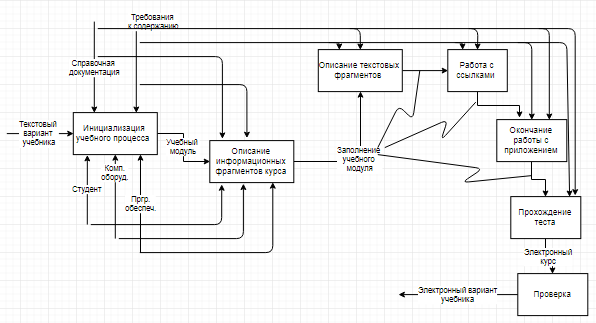 Требования
к содержанию
Справочная
документация
Описание текстовых
фрагментов
Работа с
ссылками
Текстовый
вариант
учебника
Инициализация
учебного процесса
Учебный
модуль
Описание
информационных
фрагментов курса
Заполнение
учебного
модуля
Окончание
работы с
приложением
Комп.
оборуд.
Студент
Пргр.
обеспеч.
Прохождение
теста
Электронный
курс
Электронный вариант
учебника
Проверка